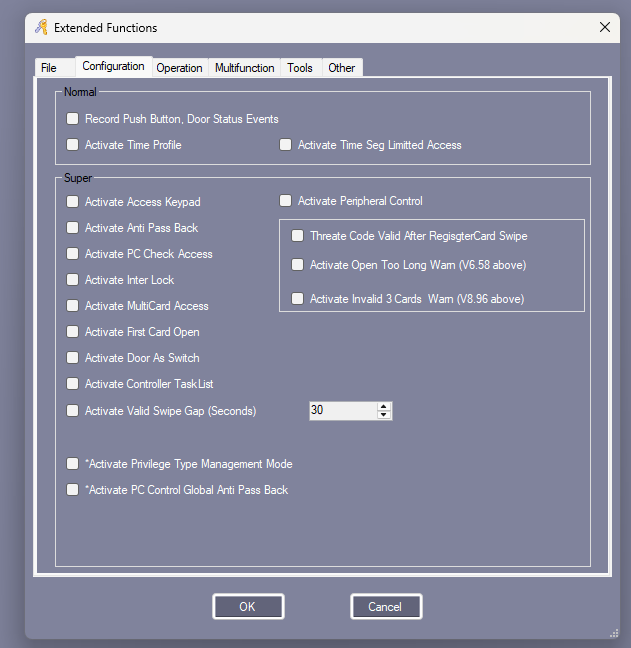 Extended Functions
File Configuration Operation Multifunction Tools Other
Normal
Record Push Button, Door Status Events
Activate Time Profile
Activate Time Seg Limitted Access
Super
Activate Access Keypad
Activate Peripheral Control
Activate Anti Pass Back
Threate Code Valid After RegisgterCard Swipe
Activate PC Check Access
Activate Open Too Long Warn (V6.58 above)
Activate Inter Lock
Activate MultiCard Access
Activate Invalid 3 Cards Warn (V8.96 above)
Activate First Card Open
Activate Door As Switch
Activate Controller TaskList
Activate Valid Swipe Gap (Seconds) 30
*Activate Privilege Type Management Mode
*Activate PC Control Global Anti Pass Back
OK Cancel